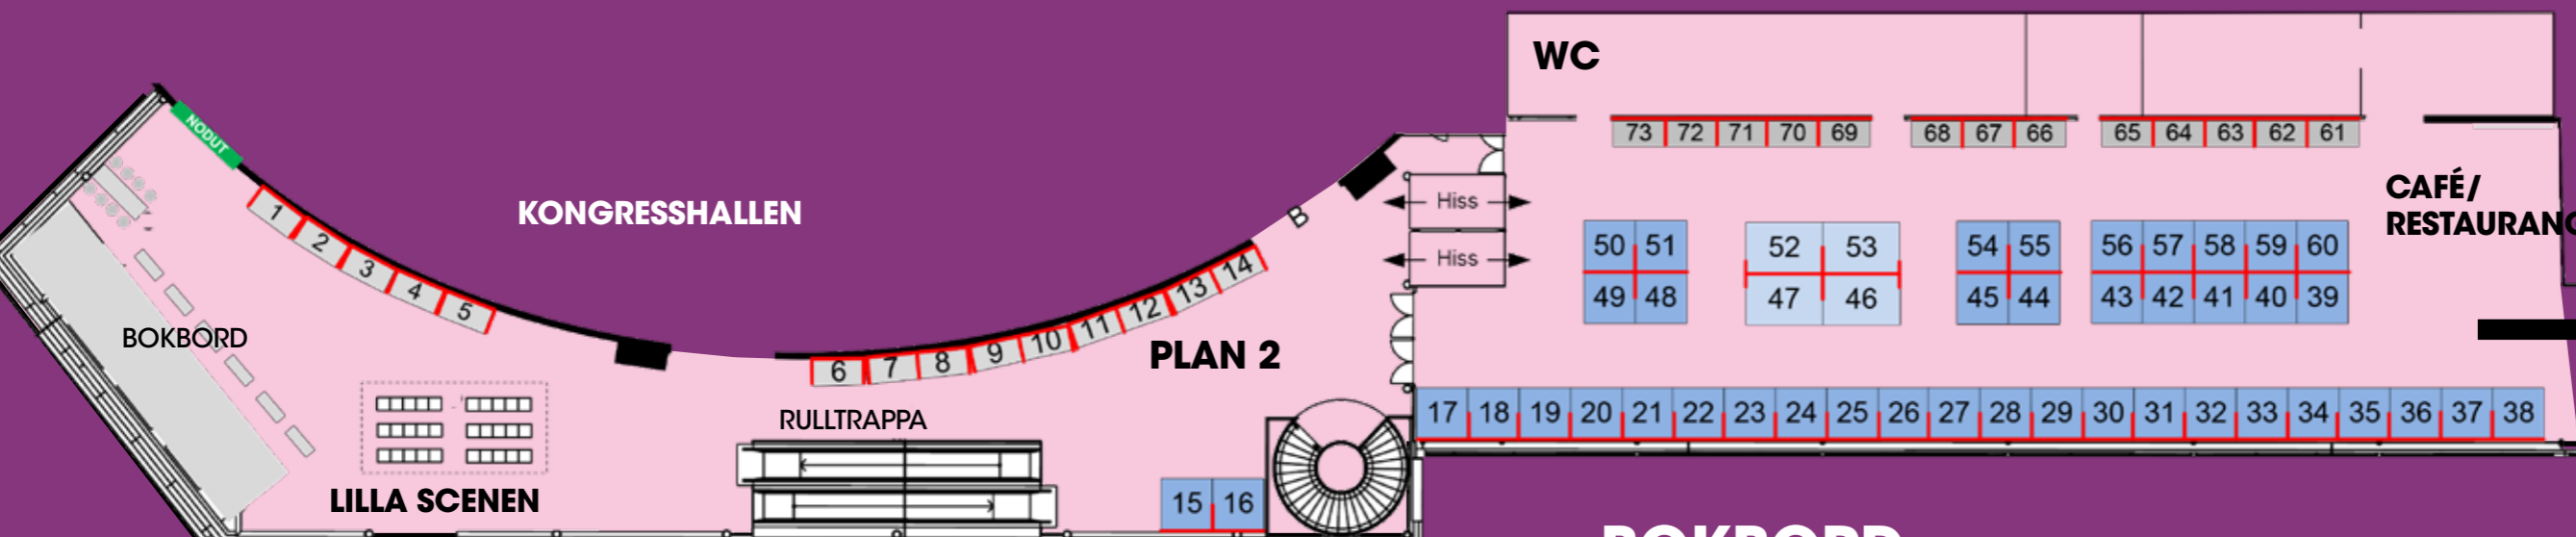 WC
NODUT
73 72 71 70 69
68 67 66
65 64 63 62 61
KONGRESSHALLEN
CAFÉ/
RESTAURANG
1 2 3 4 5
B
Hiss
Hiss
50 51
49 48
52 53
47 46
54 55
45 44
56 57 58 59 60
43 42 41 40 39
6 7 8 9 10 11 12 13 14
PLAN 2
BOKBORD
RULLTRAPPA
17 18 19 20 21 22 23 24 25 26 27 28 29 30 31 32 33 34 35 36 37 38
LILLA SCENEN
15 16
BOKBORD